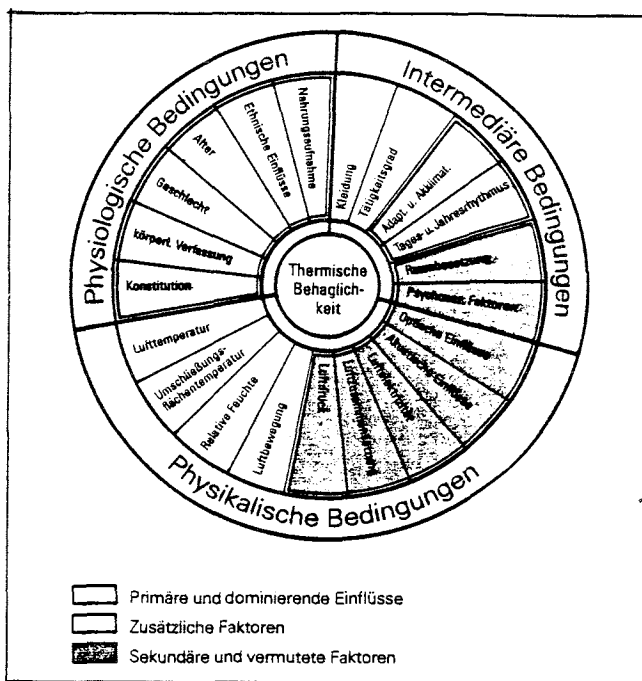 Physiologische Bedingungen
Intermediäre Bedingungen
Physikalische Bedingungen
Thermische
Behaglich-
keit
Konstitution
körperl. Verfassung
Geschlecht
Alter
Ethnische Einflüsse
Nahrungsaufnahme
Kleidung
Tätigkeitsgrad
Adapt. u. Akklimat.
Tages- u. Jahresrhythmus
Raumbesetzung
Psychosoz. Faktoren
Optische Einflüsse
Akustische Einflüsse
Luftdruck
Luftbewegung
Relative Feuchte
Umschließungs-
flächentemperatur
Lufttemperatur
Primäre und dominierende Einflüsse
Zusätzliche Faktoren
Sekundäre und vermutete Faktoren